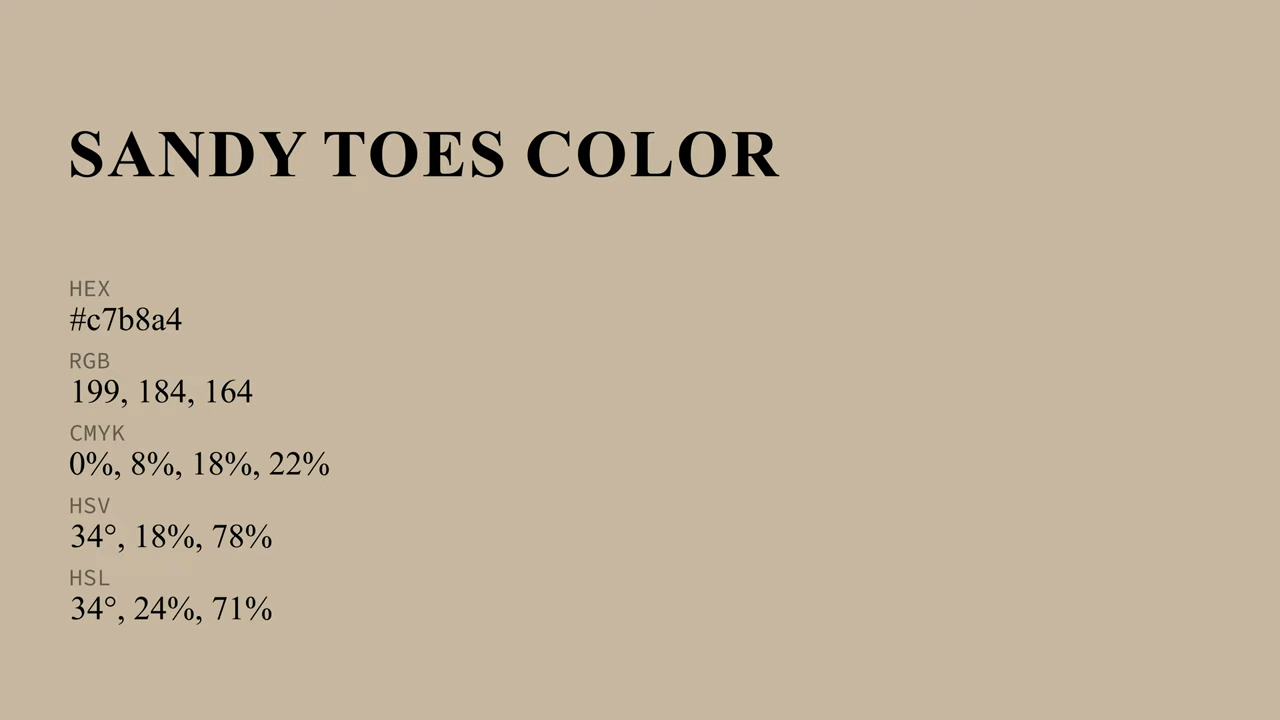 SANDY TOES COLOR
HEX
#c7b8a4
RGB
199, 184, 164
CMYK
0%, 8%, 18%, 22%
HSV
34°, 18%, 78%
HSL
34°, 24%, 71%